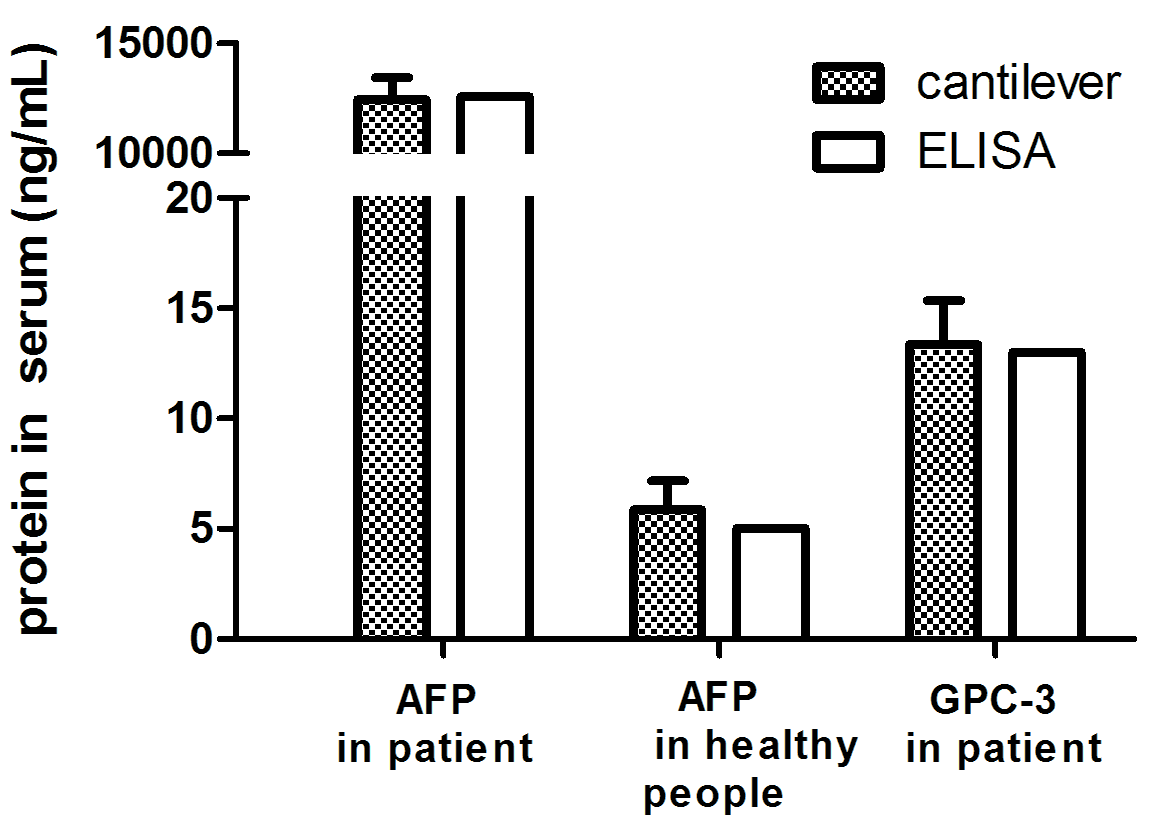 protein in serum (ng/mL)
15000
10000
20
15
10
5
0
cantilever
ELISA
AFP
in patient
AFP
in healthy
people
GPC-3
in patient